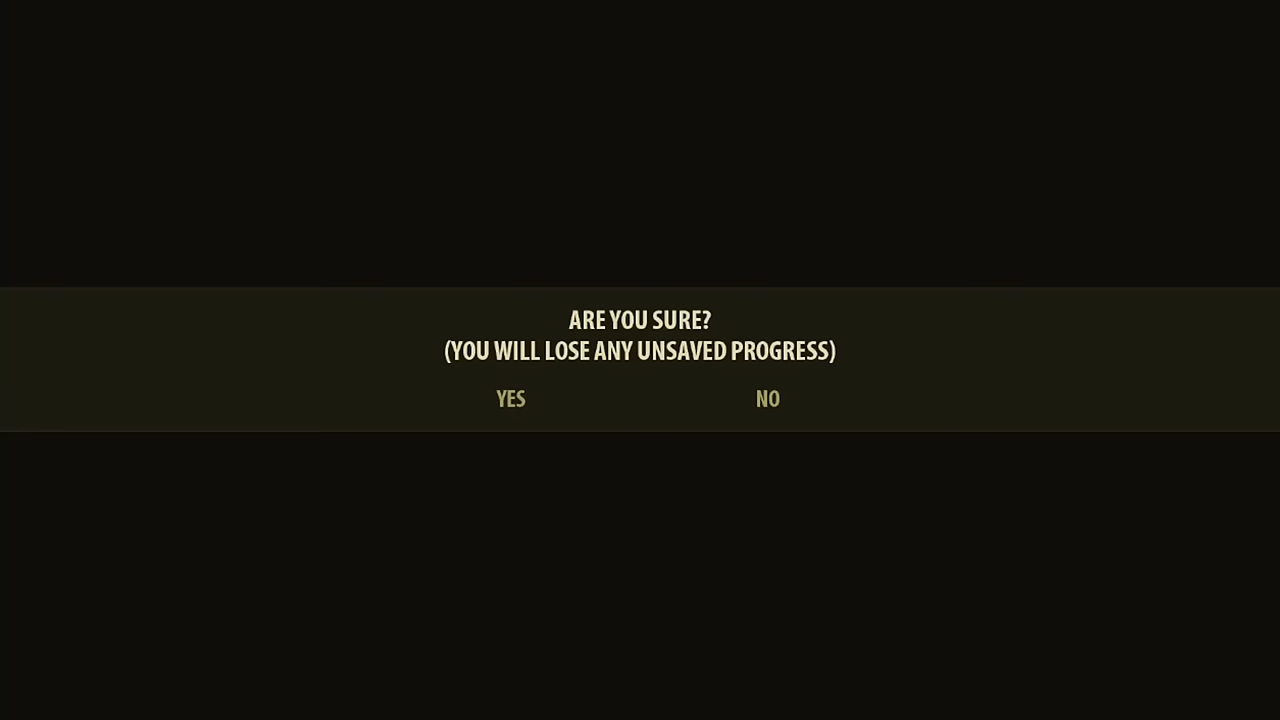 ARE YOU SURE?
(YOU WILL LOSE ANY UNSAVED PROGRESS)
YES NO